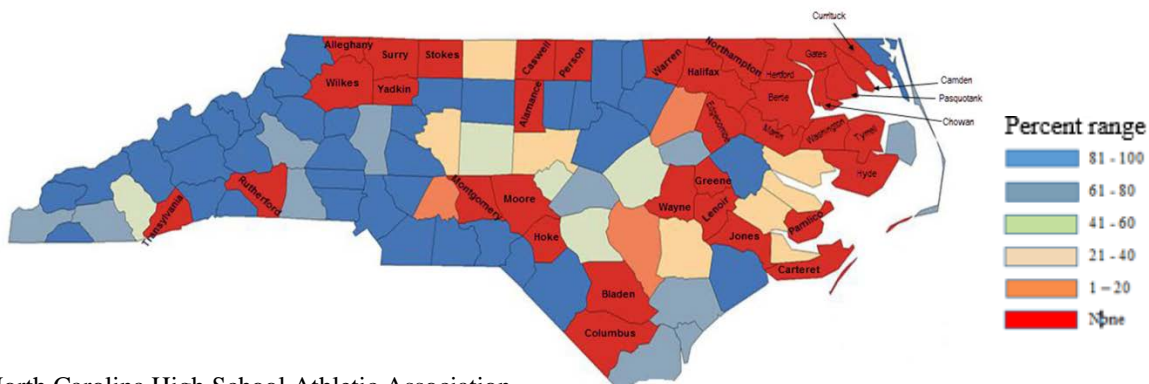 Currituck
Alleghany
Surry
Stokes
Caswell
Person
Warren
Northampton
Gates
Halifax
Hertford
Wilkes
Yadkin
Alamance
Bertie
Camden
Pasquotank
Edgecombe
Martin
Washington
Tyrrel
Chowan
Hyde
Rutherford
Transylvania
Montgomery
Moore
Greene
Wayne
Lenoir
Pamlico
Hoke
Jones
Carteret
Bladen
Columbus
Percent range
81 - 100
61 - 80
41 - 60
21 - 40
1 – 20
None
North Carolina High School Athletic Association